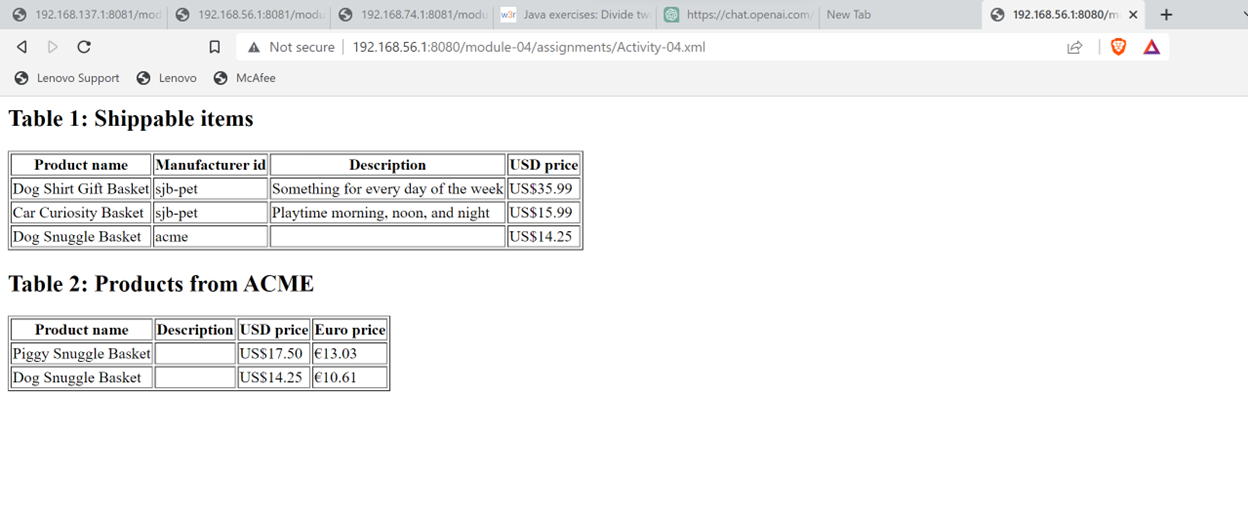 192.168.137.1:8081/mod
192.168.56.1:8081/modu
192.168.74.1:8081/modu
w3r Java exercises: Divide tw
https://chat.openai.com/
New Tab
192.168.56.1:8080/m
Not secure 192.168.56.1:8080/module-04/assignments/Activity-04.xml
Lenovo Support Lenovo McAfee
Table 1: Shippable items
Product name Manufacturer id Description USD price
Dog Shirt Gift Basket sjb-pet Something for every day of the week US$35.99
Car Curiosity Basket sjb-pet Playtime morning, noon, and night US$15.99
Dog Snuggle Basket acme US$14.25
Table 2: Products from ACME
Product name Description USD price Euro price
Piggy Snuggle Basket US$17.50 €13.03
Dog Snuggle Basket US$14.25 €10.61